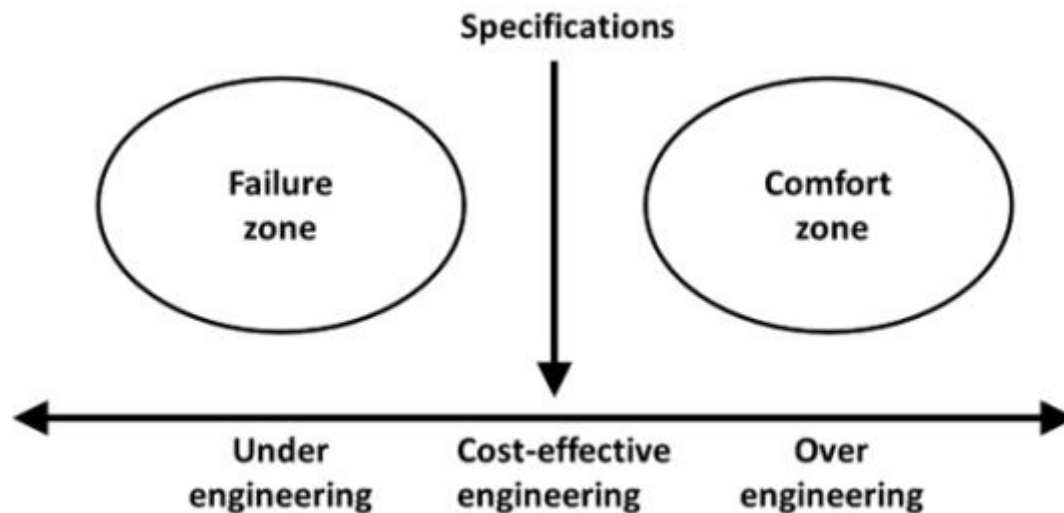 Specifications
Failure
zone
Comfort
zone
Under
engineering
Cost-effective
engineering
Over
engineering